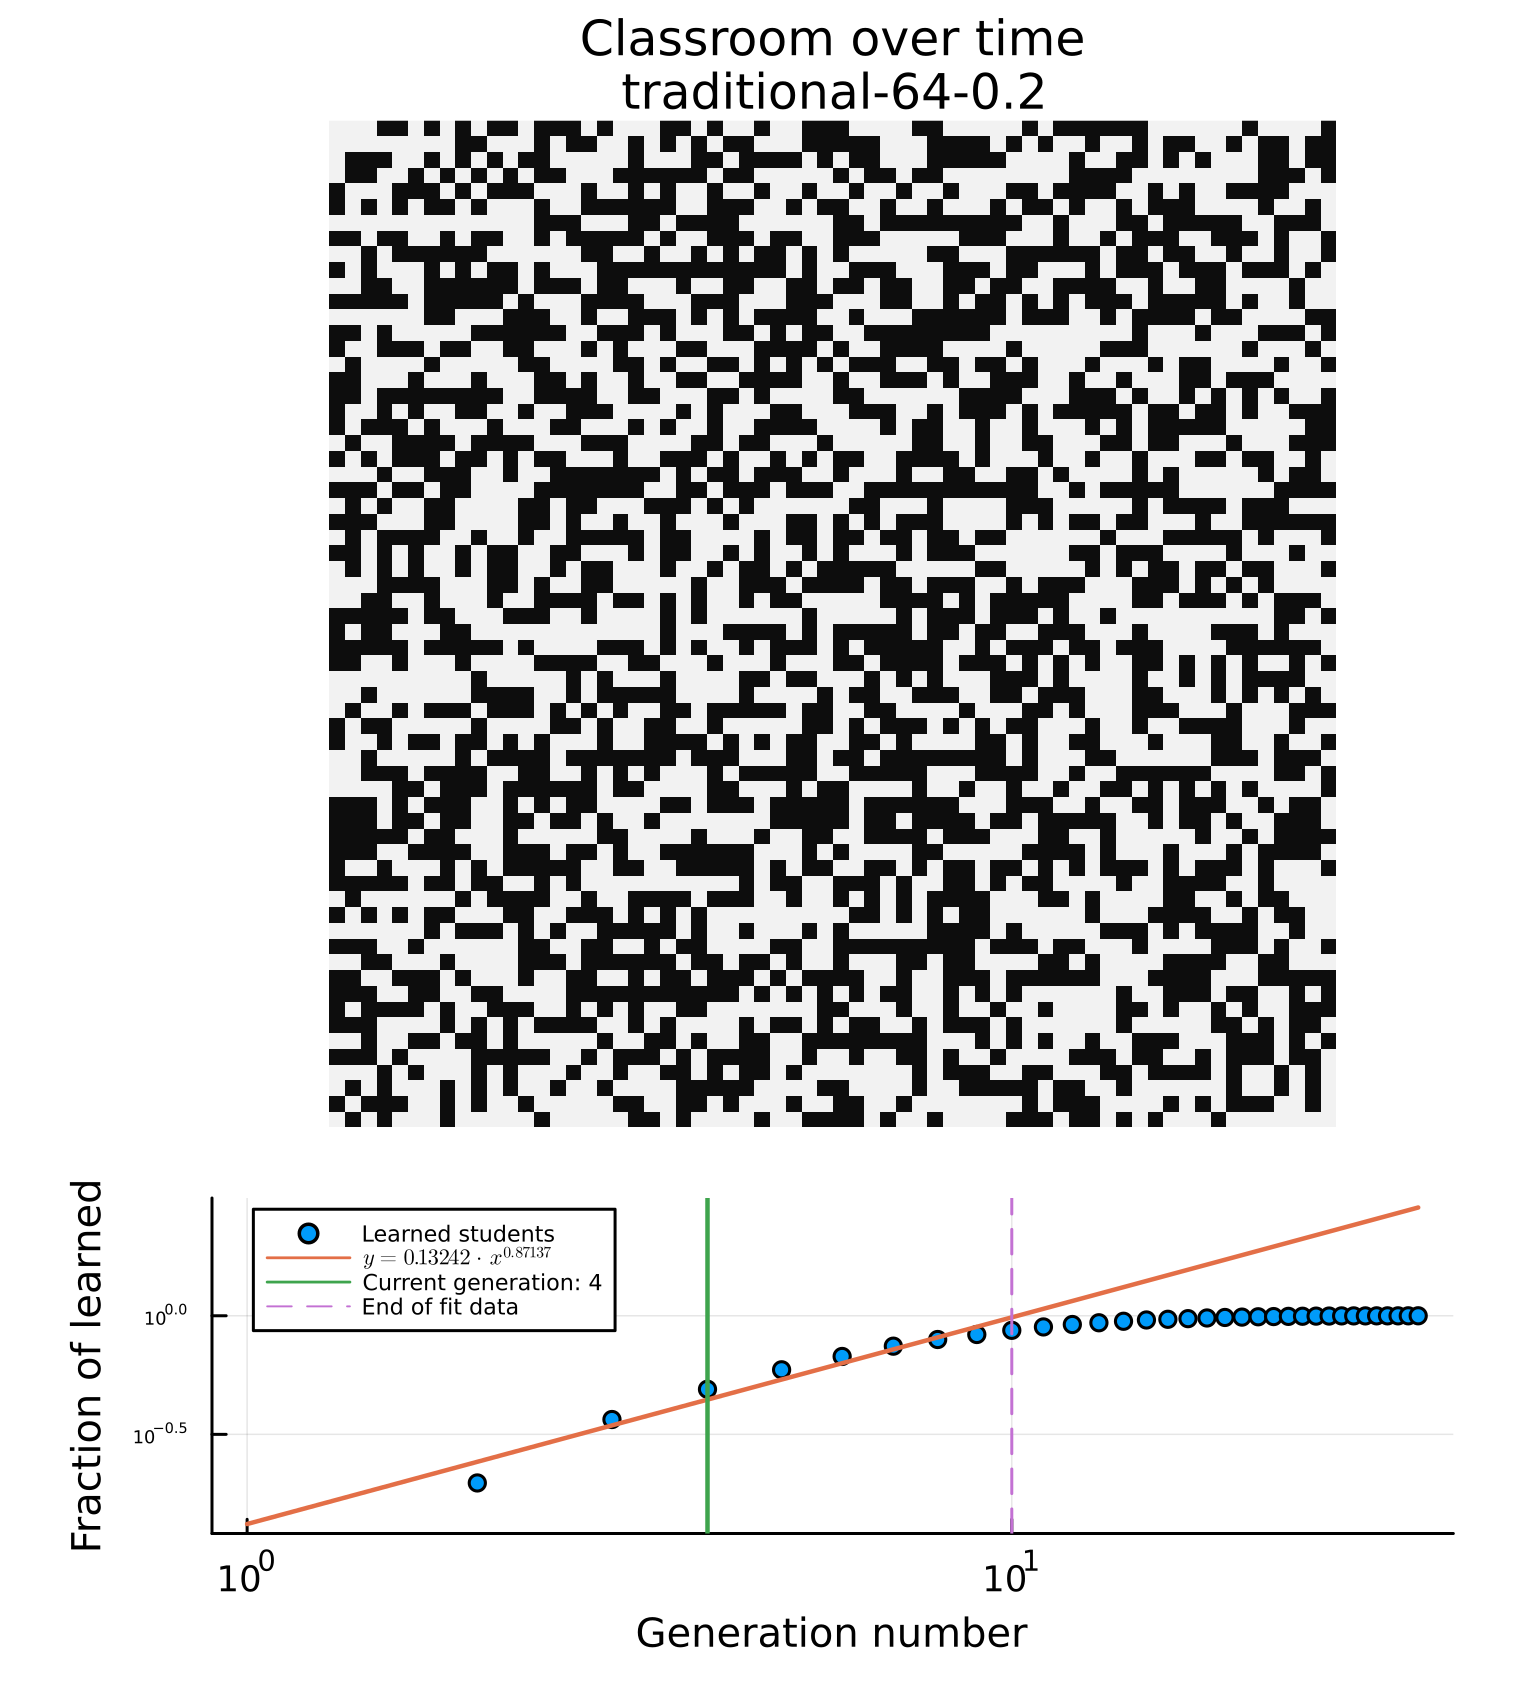 Classroom over time
traditional-64-0.2
Fraction of learned
Learned students
y = 0.13242 · x^0.87137
Current generation: 4
End of fit data
10^0.0
10^−0.5
10^0
10^1
Generation number